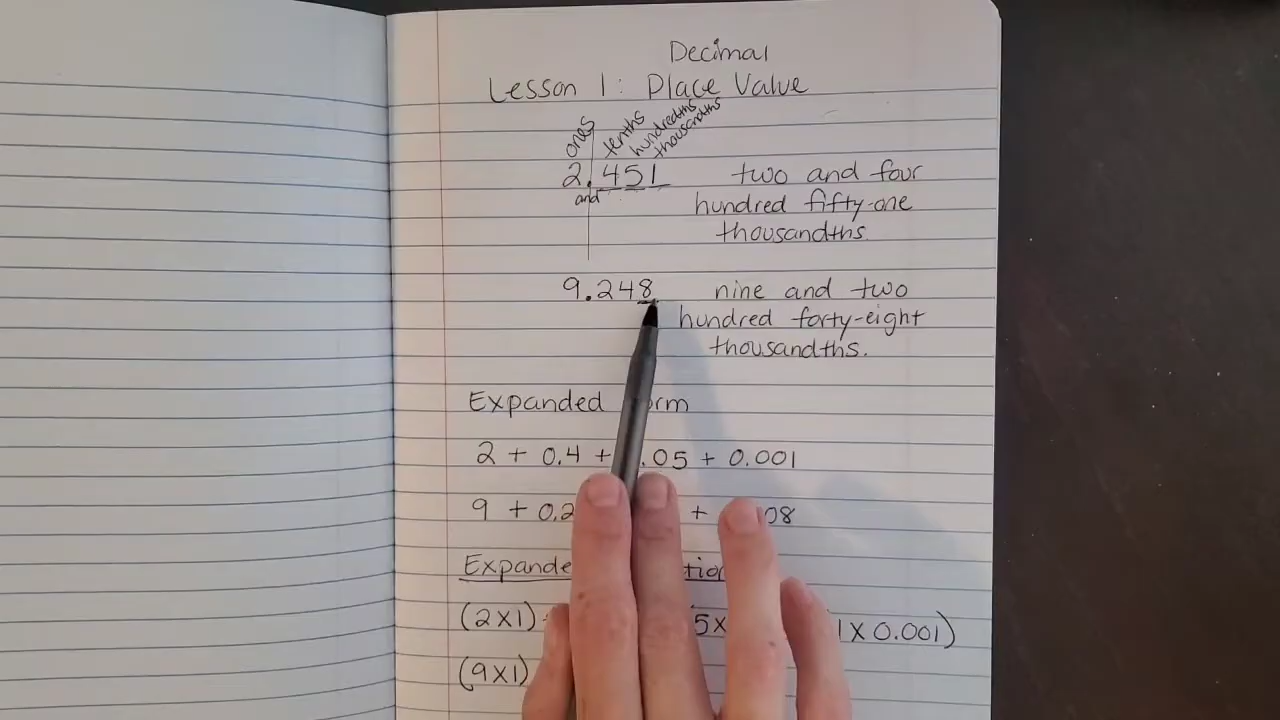 Decimal
Lesson 1: Place Value
ones tenths hundredths thousandths
2.451 two and four
and hundred fifty-one
thousandths.
9.248 nine and two
hundred forty-eight
thousandths.
Expanded
2 + 0.4 + .05 + 0.001
9 + 0.2 + 08
Expande
(2x1) 5x 1 x 0.001)
(9x1)